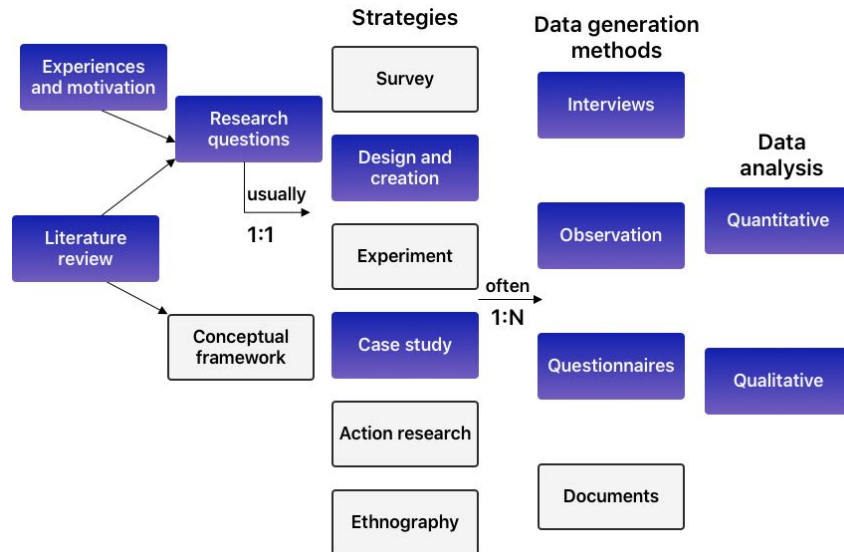 Strategies
Data generation
methods
Data
analysis
Experiences
and motivation
Research
questions
usually
1:1
Literature
review
Conceptual
framework
Survey
Design and
creation
Experiment
Case study
Action research
Ethnography
often
1:N
Interviews
Observation
Questionnaires
Documents
Quantitative
Qualitative